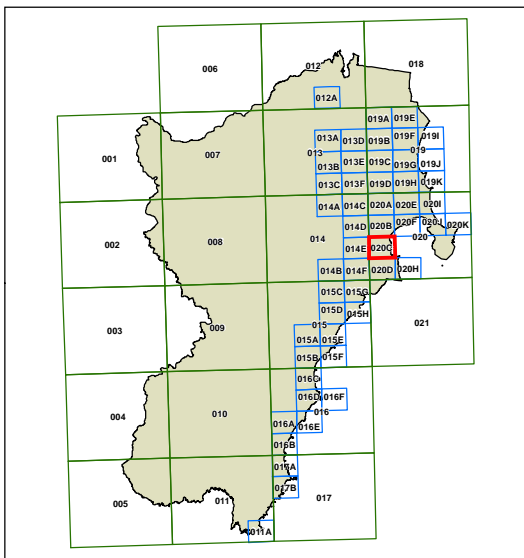 006 012 018
012A
019A 019E
001 007 013A 013D 019B 019F 019I
013 019
013B 013E 019C 019G 019J
013C 013F 019D 019H 019K
014A 014C 020A 020E 020I
002 008 014 014D 020B 020F 020J 020K
020
014E 020C
014B 014F 020D 020H
015C 015G
003 009 015D 015H 021
015
015A 015E
015B 015F
016C
004 010 016D 016F
016
016A 016E
016B
017A
005 011 017B 017
011A